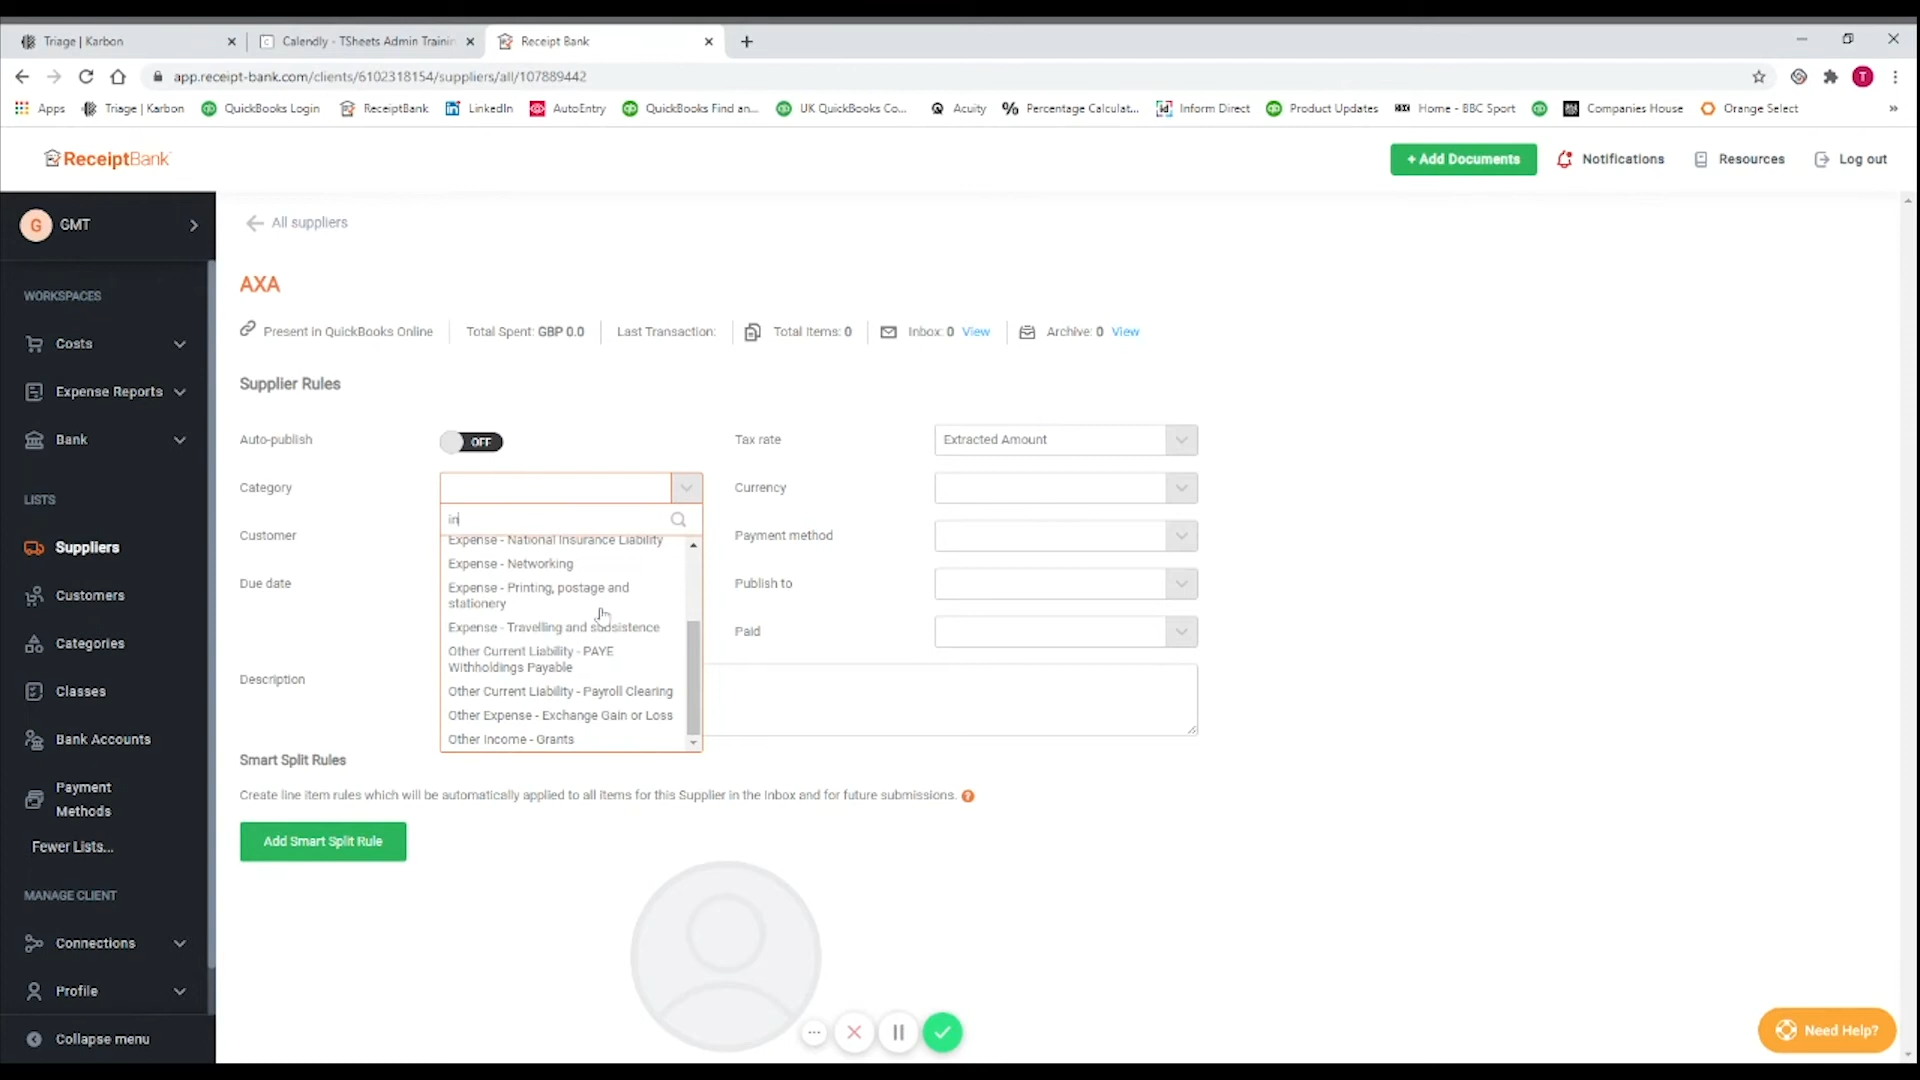 Triage | Karbon
Calendly - TSheets Admin Trainin
Receipt Bank
app.receipt-bank.com/clients/6102318154/suppliers/all/107889442
T
Apps
Triage | Karbon
QuickBooks Login
ReceiptBank
LinkedIn
AutoEntry
QuickBooks Find an...
UK QuickBooks Co...
Acuity
Percentage Calculat...
Inform Direct
Product Updates
Home - BBC Sport
Companies House
Orange Select
ReceiptBank
+ Add Documents
Notifications
Resources
Log out
G
GMT
WORKSPACES
Costs
Expense Reports
Bank
LISTS
Suppliers
Customers
Categories
Classes
Bank Accounts
Payment
Methods
Fewer Lists...
MANAGE CLIENT
Connections
Profile
Collapse menu
All suppliers
AXA
Present in QuickBooks Online
Total Spent: GBP 0.0
Last Transaction:
Total Items: 0
Inbox: 0 View
Archive: 0 View
Supplier Rules
Auto-publish
OFF
Tax rate
Extracted Amount
Category
Currency
in
Customer
Payment method
Expense - National Insurance Liability
Expense - Networking
Expense - Printing, postage and
stationery
Expense - Travelling and subsistence
Other Current Liability - PAYE
Withholdings Payable
Other Current Liability - Payroll Clearing
Other Expense - Exchange Gain or Loss
Other Income - Grants
Due date
Publish to
Paid
Description
Smart Split Rules
Create line item rules which will be automatically applied to all items for this Supplier in the Inbox and for future submissions. ?
Add Smart Split Rule
Need Help?